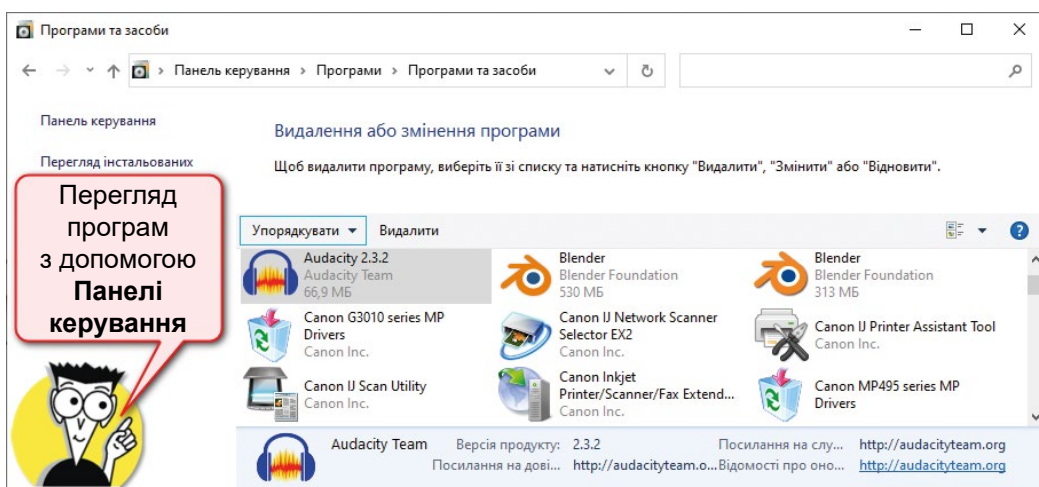 Програми та засоби
Панель керування › Програми › Програми та засоби
Панель керування
Перегляд інстальованих
Видалення або змінення програми
Щоб видалити програму, виберіть її зі списку та натисніть кнопку "Видалити", "Змінити" або "Відновити".
Перегляд
програм
з допомогою
Панелі
керування
Упорядкувати
Видалити
Audacity 2.3.2
Audacity Team
66,9 МБ
Blender
Blender Foundation
530 МБ
Blender
Blender Foundation
313 МБ
Canon G3010 series MP
Drivers
Canon Inc.
Canon IJ Network Scanner
Selector EX2
Canon Inc.
Canon IJ Printer Assistant Tool
Canon Inc.
Canon IJ Scan Utility
Canon Inc.
Canon Inkjet
Printer/Scanner/Fax Extend...
Canon Inc.
Canon MP495 series MP
Drivers
Audacity Team Версія продукту: 2.3.2 Посилання на слу... http://audacityteam.org
Посилання на дові... http://audacityteam.o... Відомості про оно... http://audacityteam.org